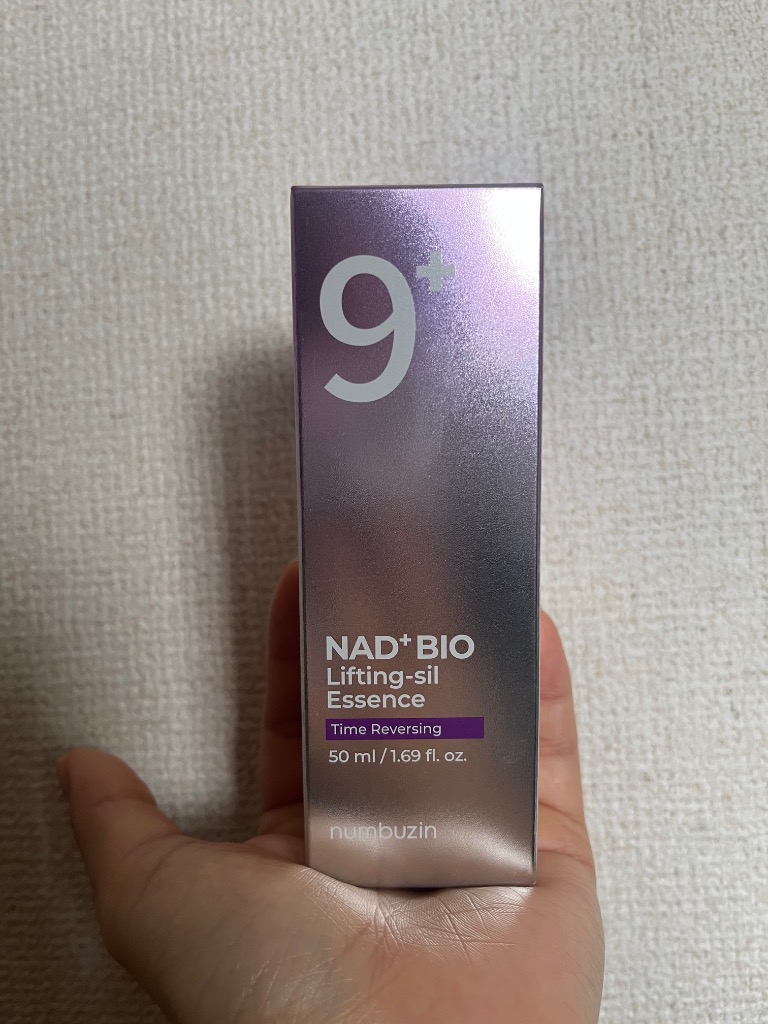 9+
NAD+ BIO
Lifting-sil
Essence
Time Reversing
50 ml / 1.69 fl. oz.
numbuzin